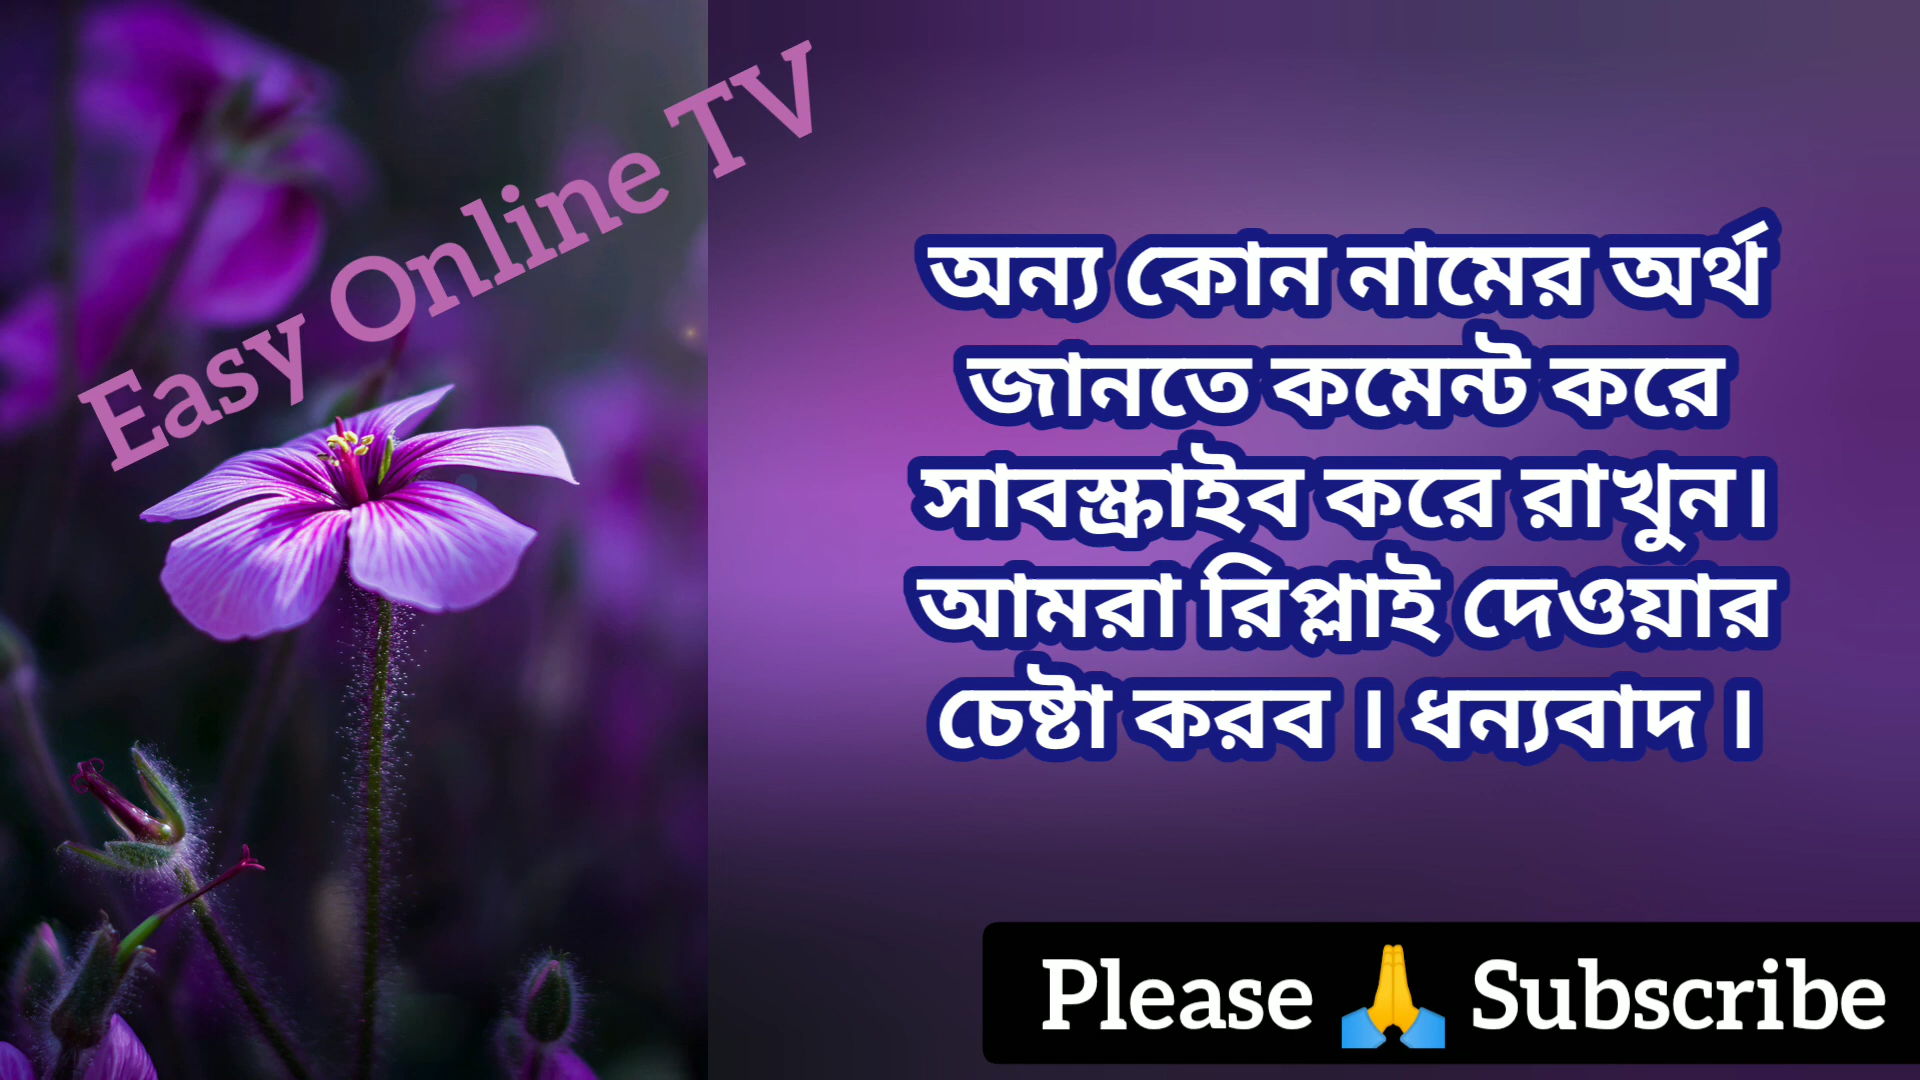 Easy Online TV
অন্য কোন নামের অর্থ
জানতে কমেন্ট করে
সাবস্ক্রাইব করে রাখুন।
আমরা রিপ্লাই দেওয়ার
চেষ্টা করব । ধন্যবাদ ।
Please 🙏 Subscribe